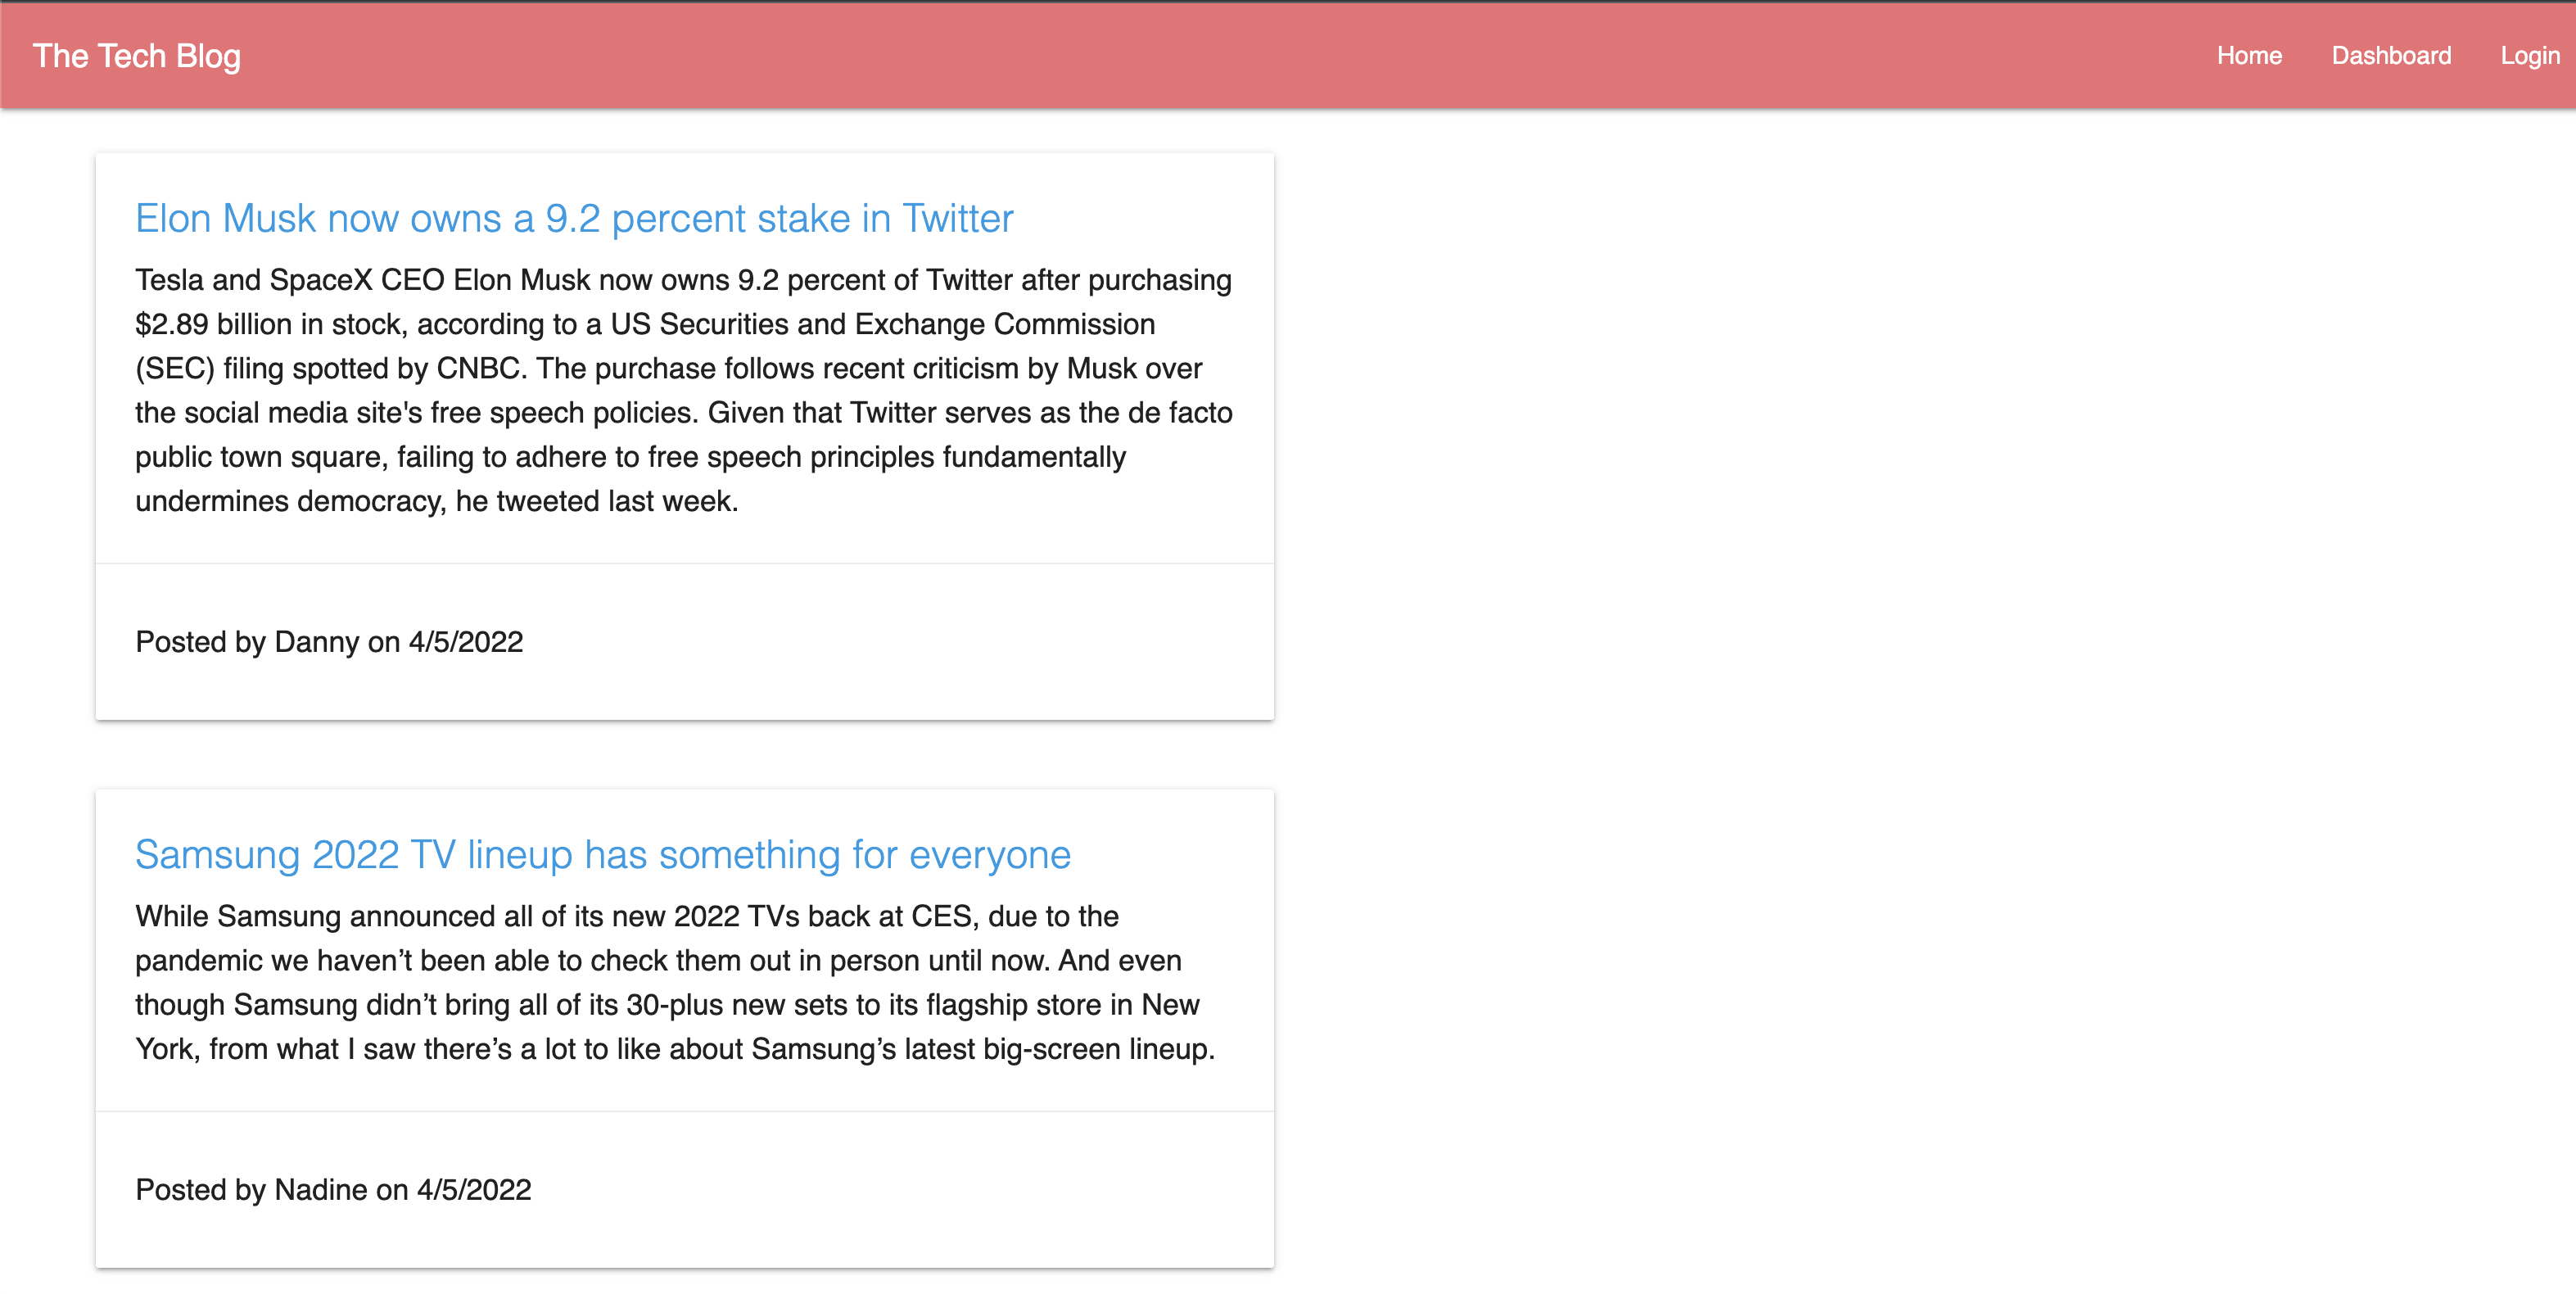 The Tech Blog
Home Dashboard Login
Elon Musk now owns a 9.2 percent stake in Twitter
Tesla and SpaceX CEO Elon Musk now owns 9.2 percent of Twitter after purchasing
$2.89 billion in stock, according to a US Securities and Exchange Commission
(SEC) filing spotted by CNBC. The purchase follows recent criticism by Musk over
the social media site's free speech policies. Given that Twitter serves as the de facto
public town square, failing to adhere to free speech principles fundamentally
undermines democracy, he tweeted last week.
Posted by Danny on 4/5/2022
Samsung 2022 TV lineup has something for everyone
While Samsung announced all of its new 2022 TVs back at CES, due to the
pandemic we haven’t been able to check them out in person until now. And even
though Samsung didn’t bring all of its 30-plus new sets to its flagship store in New
York, from what I saw there’s a lot to like about Samsung’s latest big-screen lineup.
Posted by Nadine on 4/5/2022